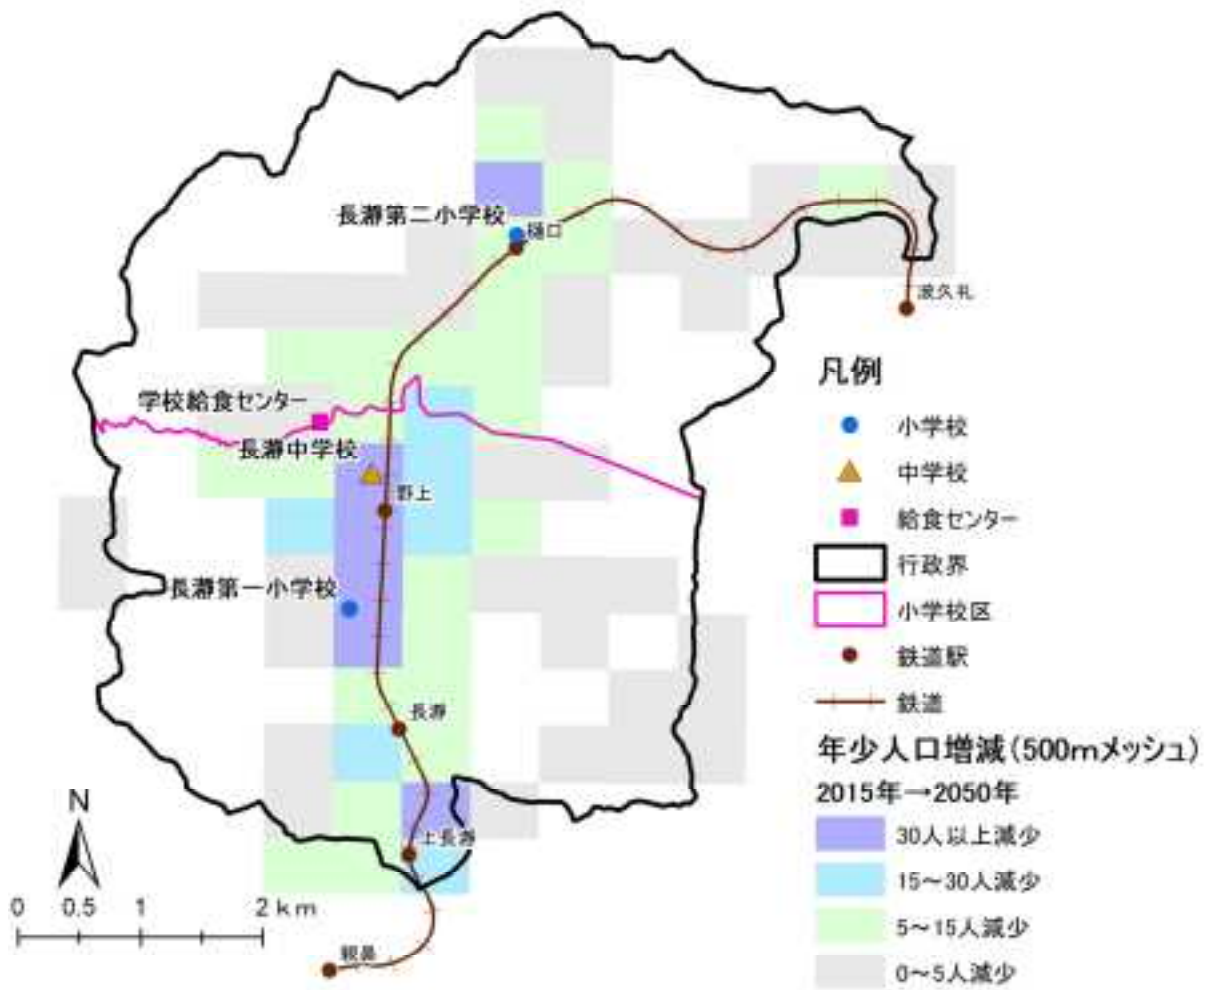 長瀞第二小学校
樋口
波久礼
学校給食センター
長瀞中学校
野上
長瀞第一小学校
長瀞
上長瀞
親鼻
N
0 0.5 1 2 km
凡例
小学校
中学校
給食センター
行政界
小学校区
鉄道駅
鉄道
年少人口増減(500mメッシュ)
2015年→2050年
30人以上減少
15～30人減少
5～15人減少
0～5人減少